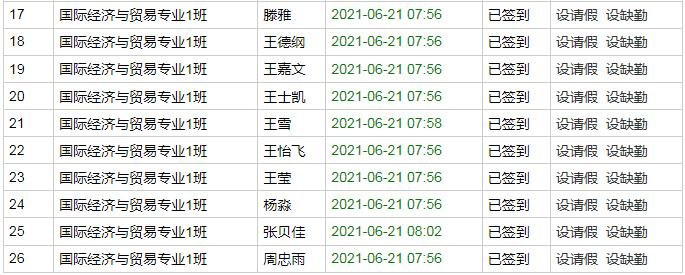 17 国际经济与贸易专业1班 滕雅 2021-06-21 07:56 已签到 设请假 设缺勤
18 国际经济与贸易专业1班 王德纲 2021-06-21 07:56 已签到 设请假 设缺勤
19 国际经济与贸易专业1班 王嘉文 2021-06-21 07:56 已签到 设请假 设缺勤
20 国际经济与贸易专业1班 王士凯 2021-06-21 07:56 已签到 设请假 设缺勤
21 国际经济与贸易专业1班 王雪 2021-06-21 07:58 已签到 设请假 设缺勤
22 国际经济与贸易专业1班 王怡飞 2021-06-21 07:56 已签到 设请假 设缺勤
23 国际经济与贸易专业1班 王莹 2021-06-21 07:56 已签到 设请假 设缺勤
24 国际经济与贸易专业1班 杨淼 2021-06-21 07:56 已签到 设请假 设缺勤
25 国际经济与贸易专业1班 张贝佳 2021-06-21 08:02 已签到 设请假 设缺勤
26 国际经济与贸易专业1班 周忠雨 2021-06-21 07:56 已签到 设请假 设缺勤